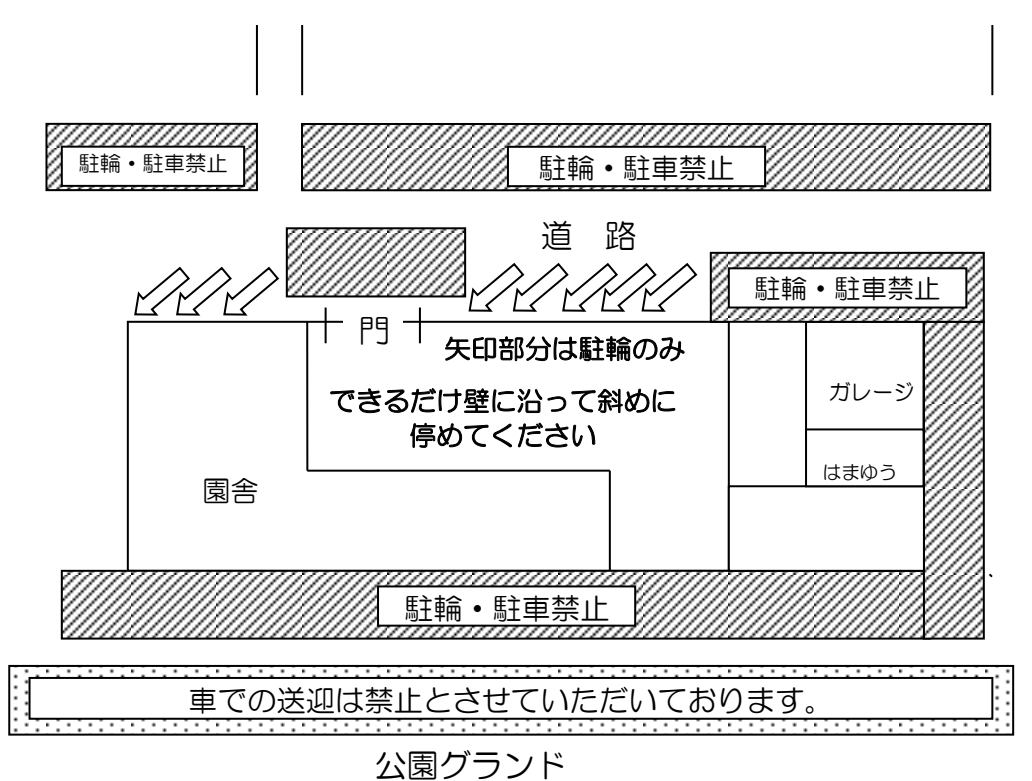 駐輪・駐車禁止
駐輪・駐車禁止
道　路
駐輪・駐車禁止
門
矢印部分は駐輪のみ
できるだけ壁に沿って斜めに
停めてください
ガレージ
はまゆう
園舎
駐輪・駐車禁止
車での送迎は禁止とさせていただいております。
公園グランド